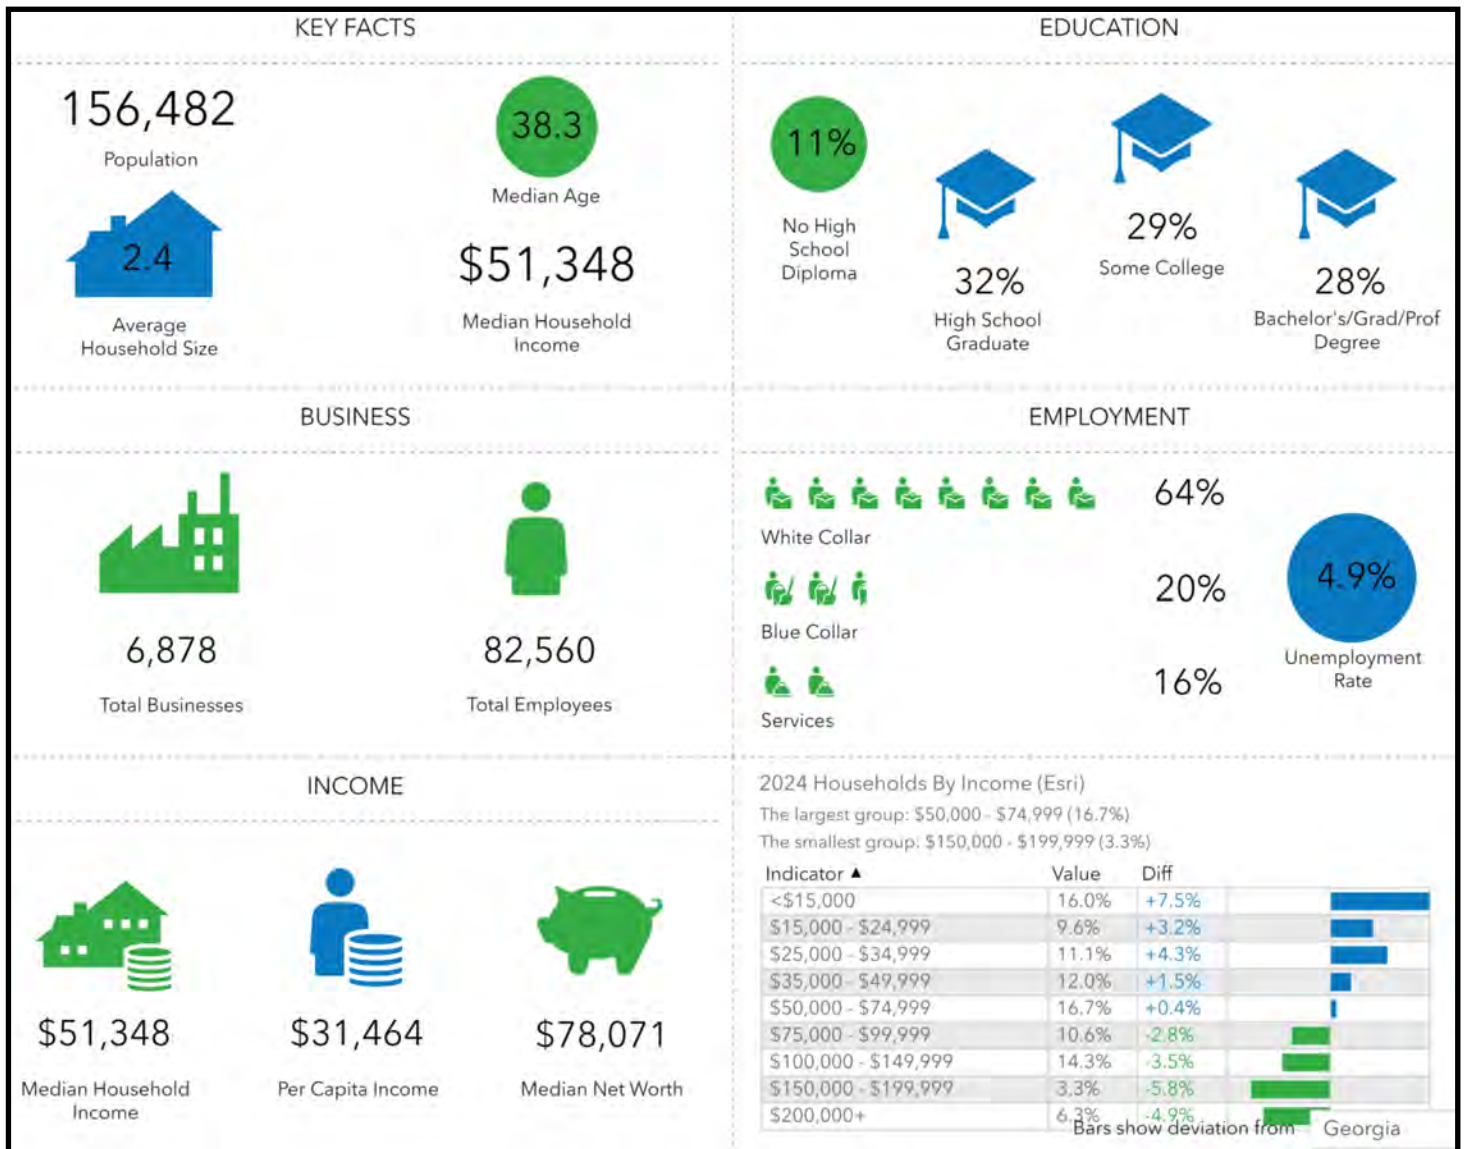 KEY FACTS
156,482
Population
38.3
Median Age
2.4
Average
Household Size
$51,348
Median Household
Income
EDUCATION
11%
No High
School
Diploma
32%
High School
Graduate
29%
Some College
28%
Bachelor's/Grad/Prof
Degree
BUSINESS
6,878
Total Businesses
82,560
Total Employees
EMPLOYMENT
64%
White Collar
20%
Blue Collar
16%
Services
4.9%
Unemployment
Rate
INCOME
$51,348
Median Household
Income
$31,464
Per Capita Income
$78,071
Median Net Worth
2024 Households By Income (Esri)
The largest group: $50,000 - $74,999 (16.7%)
The smallest group: $150,000 - $199,999 (3.3%)
Indicator ▲ Value Diff
<$15,000 16.0% +7.5%
$15,000 - $24,999 9.6% +3.2%
$25,000 - $34,999 11.1% +4.3%
$35,000 - $49,999 12.0% +1.5%
$50,000 - $74,999 16.7% +0.4%
$75,000 - $99,999 10.6% -2.8%
$100,000 - $149,999 14.3% -3.5%
$150,000 - $199,999 3.3% -5.8%
$200,000+ 6.3% -4.9%
Bars show deviation from Georgia